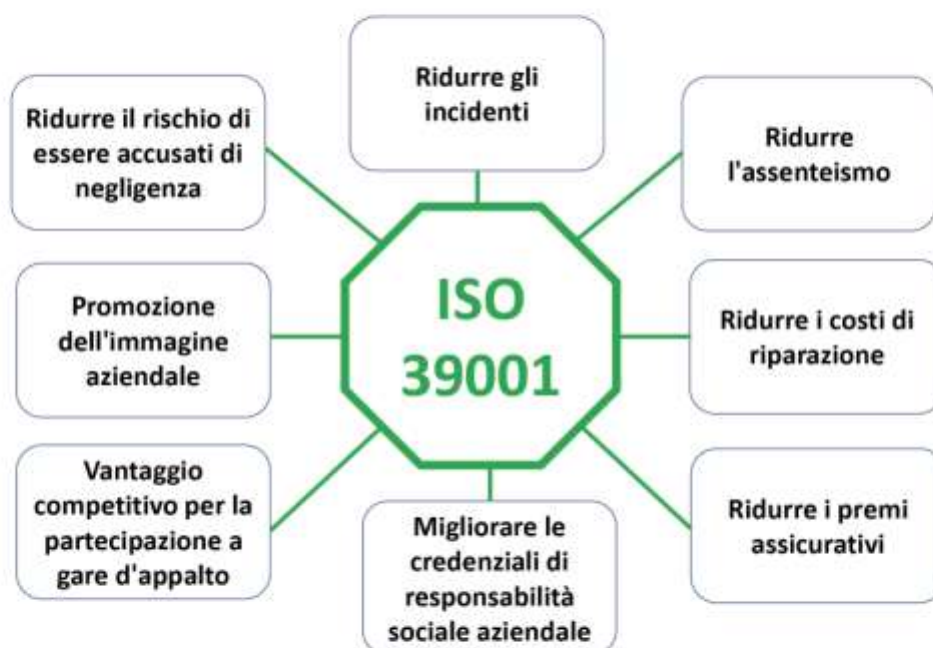 Ridurre gli
incidenti
Ridurre il rischio di
essere accusati di
negligenza
Ridurre
l'assenteismo
ISO
39001
Promozione
dell'immagine
aziendale
Ridurre i costi di
riparazione
Vantaggio
competitivo per la
partecipazione a
gare d'appalto
Migliorare le
credenziali di
responsabilità
sociale aziendale
Ridurre i premi
assicurativi